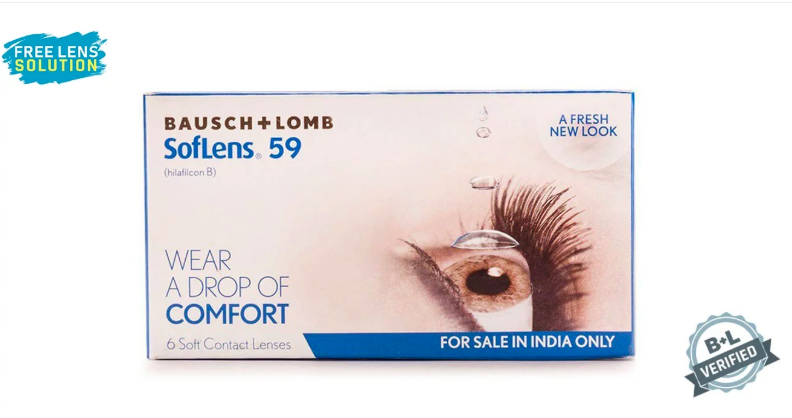 FREE LENS
SOLUTION
BAUSCH+LOMB
SofLens® 59
(hilafilcon B)
A FRESH
NEW LOOK
WEAR
A DROP OF
COMFORT
6 Soft Contact Lenses
FOR SALE IN INDIA ONLY
B+L
VERIFIED